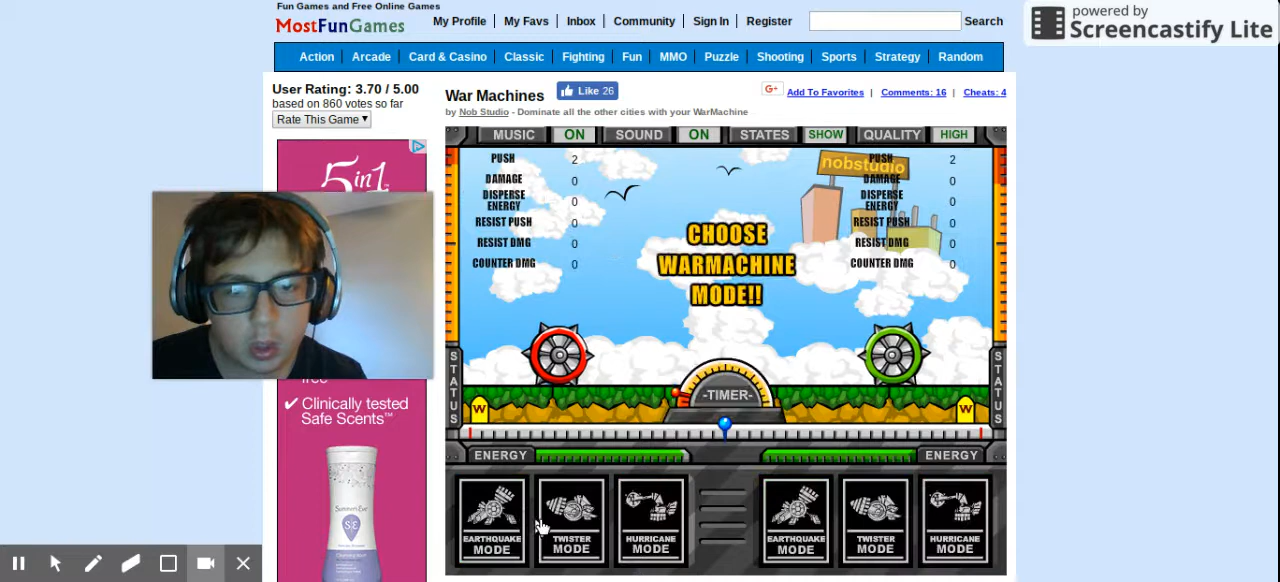 Fun Games and Free Online Games
MostFunGames
My Profile | My Favs | Inbox | Community | Sign In | Register
Search
powered by
Screencastify Lite
Action | Arcade | Card & Casino | Classic | Fighting | Fun | MMO | Puzzle | Shooting | Sports | Strategy | Random
User Rating: 3.70 / 5.00
based on 860 votes so far
Rate This Game
War Machines
Like 26
G+
Add To Favorites | Comments: 16 | Cheats: 4
by Nob Studio - Dominate all the other cities with your WarMachine
MUSIC ON SOUND ON STATES SHOW QUALITY HIGH
nobstudio
PUSH 2
DAMAGE 0
DISPERSE ENERGY 0
RESIST PUSH 0
RESIST DMG 0
COUNTER DMG 0
PUSH 2
DAMAGE 0
DISPERSE ENERGY 0
RESIST PUSH 0
RESIST DMG 0
COUNTER DMG 0
CHOOSE
WARMACHINE
MODE!!
STATUS
STATUS
-TIMER-
W
W
ENERGY
ENERGY
EARTHQUAKE MODE
TWISTER MODE
HURRICANE MODE
EARTHQUAKE MODE
TWISTER MODE
HURRICANE MODE
5in1
free
✓ Clinically tested
Safe Scents™
Summer's Eve
SE